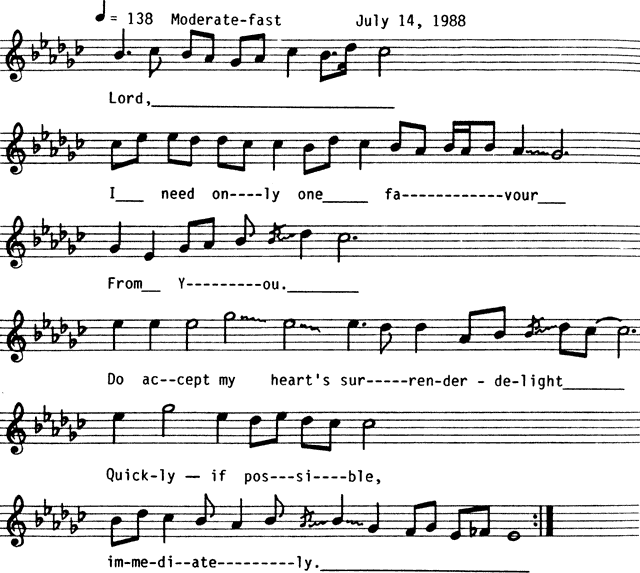 ♩ = 138 Moderate-fast July 14, 1988
Lord,__________________________
I___ need on----ly one_____ fa------------vour___
From__ Y---------ou.________
Do ac--cept my heart's sur-----ren-der - de-light_______
Quick-ly — if pos---si----ble,
im-me-di--ate---------ly.______________________